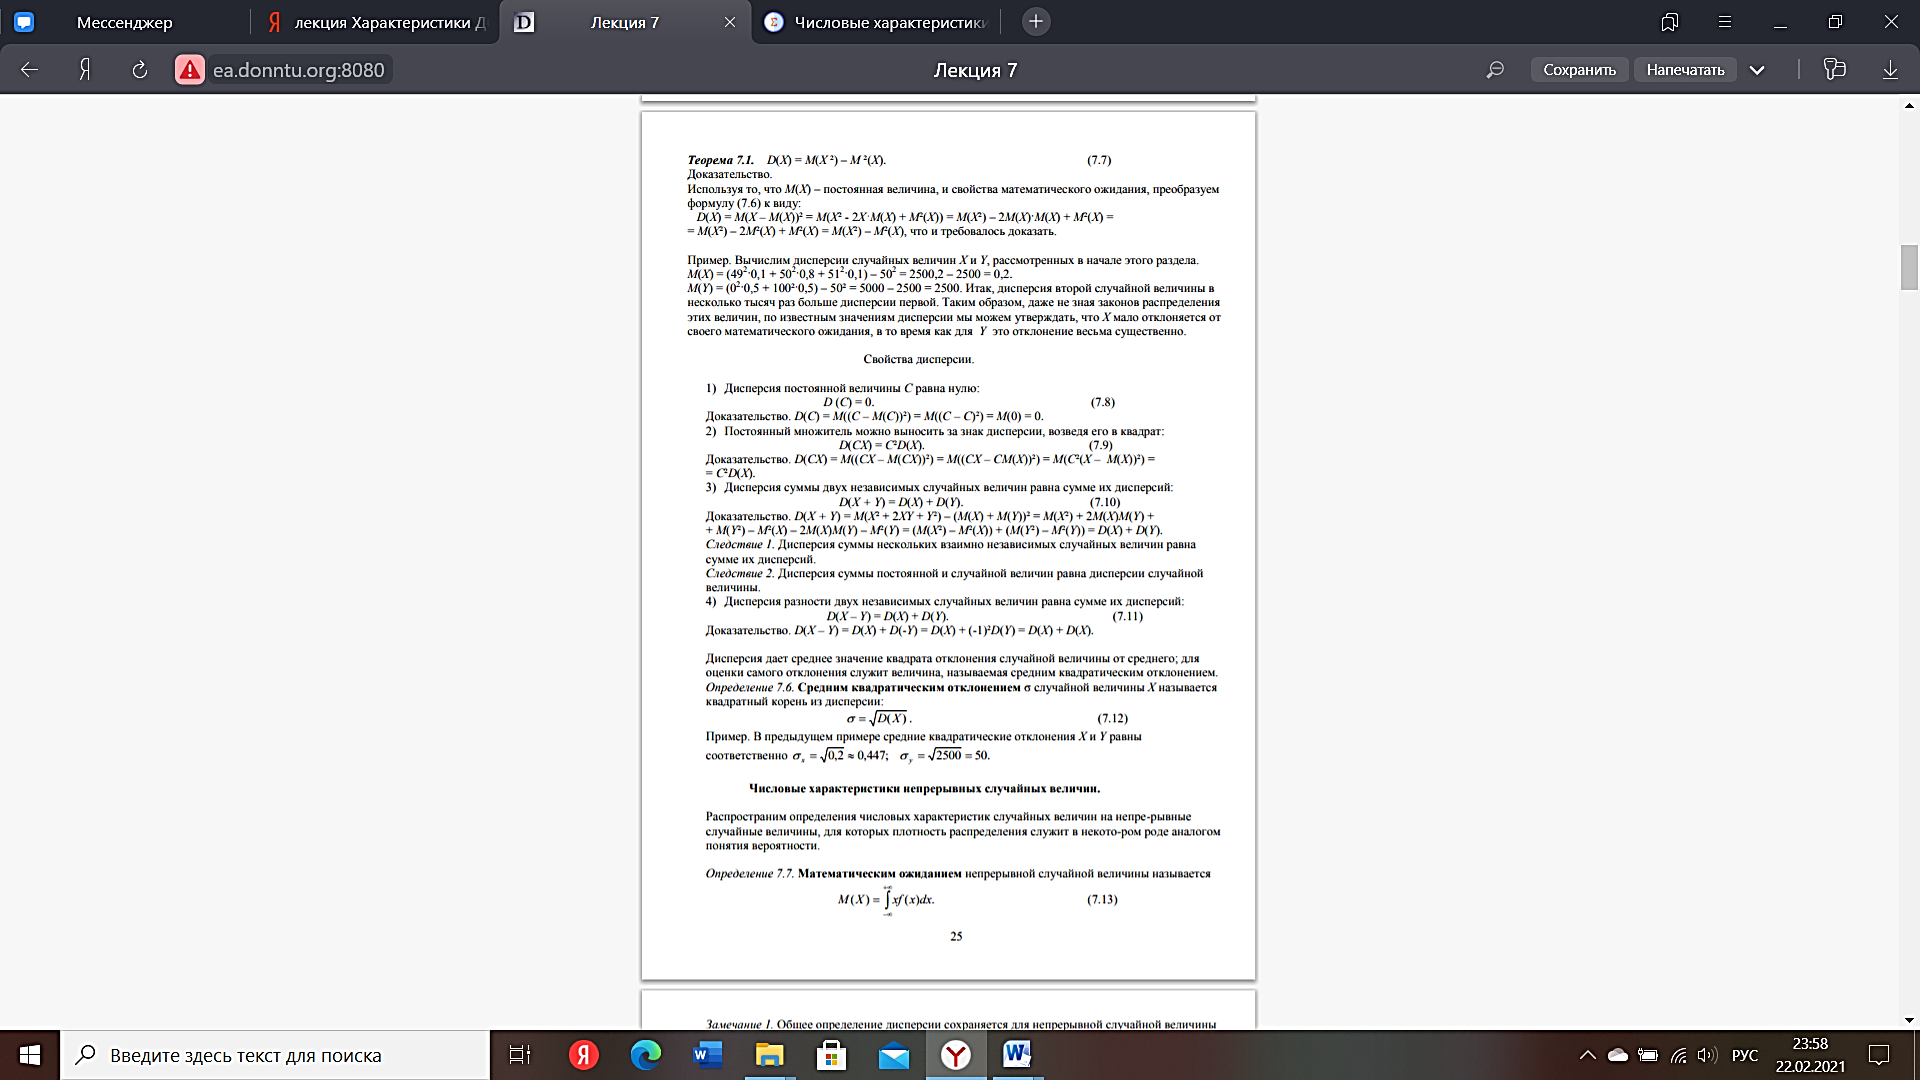 Мессенджер
лекция Характеристики Д
Лекция 7
Числовые характеристики
ea.donntu.org:8080
Лекция 7
Сохранить
Напечатать
Теорема 7.1. D(X) = M(X ²) – M ²(X). (7.7)
Доказательство.
Используя то, что M(X) – постоянная величина, и свойства математического ожидания, преобразуем
формулу (7.6) к виду:
D(X) = M(X – M(X))² = M(X² - 2X·M(X) + M²(X)) = M(X²) – 2M(X)·M(X) + M²(X) =
= M(X²) – 2M²(X) + M²(X) = M(X²) – M²(X), что и требовалось доказать.
Пример. Вычислим дисперсии случайных величин X и Y, рассмотренных в начале этого раздела.
M(X) = (49²·0,1 + 50²·0,8 + 51²·0,1) – 50² = 2500,2 – 2500 = 0,2.
M(Y) = (0²·0,5 + 100²·0,5) – 50² = 5000 – 2500 = 2500. Итак, дисперсия второй случайной величины в
несколько тысяч раз больше дисперсии первой. Таким образом, даже не зная законов распределения
этих величин, по известным значениям дисперсии мы можем утверждать, что X мало отклоняется от
своего математического ожидания, в то время как для Y это отклонение весьма существенно.
Свойства дисперсии.
1) Дисперсия постоянной величины C равна нулю:
D (C) = 0. (7.8)
Доказательство. D(C) = M((C – M(C))²) = M((C – C)²) = M(0) = 0.
2) Постоянный множитель можно выносить за знак дисперсии, возведя его в квадрат:
D(CX) = C²D(X). (7.9)
Доказательство. D(CX) = M((CX – M(CX))²) = M((CX – CM(X))²) = M(C²(X – M(X))²) =
= C²D(X).
3) Дисперсия суммы двух независимых случайных величин равна сумме их дисперсий:
D(X + Y) = D(X) + D(Y). (7.10)
Доказательство. D(X + Y) = M(X² + 2XY + Y²) – (M(X) + M(Y))² = M(X²) + 2M(X)M(Y) +
+ M(Y²) – M²(X) – 2M(X)M(Y) – M²(Y) = (M(X²) – M²(X)) + (M(Y²) – M²(Y)) = D(X) + D(Y).
Следствие 1. Дисперсия суммы нескольких взаимно независимых случайных величин равна
сумме их дисперсий.
Следствие 2. Дисперсия суммы постоянной и случайной величин равна дисперсии случайной
величины.
4) Дисперсия разности двух независимых случайных величин равна сумме их дисперсий:
D(X – Y) = D(X) + D(Y). (7.11)
Доказательство. D(X – Y) = D(X) + D(-Y) = D(X) + (-1)²D(Y) = D(X) + D(X).
Дисперсия дает среднее значение квадрата отклонения случайной величины от среднего; для
оценки самого отклонения служит величина, называемая средним квадратическим отклонением.
Определение 7.6. Средним квадратическим отклонением σ случайной величины X называется
квадратный корень из дисперсии:
σ = √D(X) . (7.12)
Пример. В предыдущем примере средние квадратические отклонения X и Y равны
соответственно σx = √0,2 ≈ 0,447; σy = √2500 = 50.
Числовые характеристики непрерывных случайных величин.
Распространим определения числовых характеристик случайных величин на непре-рывные
случайные величины, для которых плотность распределения служит в некото-ром роде аналогом
понятия вероятности.
Определение 7.7. Математическим ожиданием непрерывной случайной величины называется
M(X) = ∫_{-∞}^{+∞} xf(x)dx. (7.13)
25
Замечание 1. Общее определение дисперсии сохраняется для непрерывной случайной величины
Введите здесь текст для поиска
РУС
23:58
22.02.2021